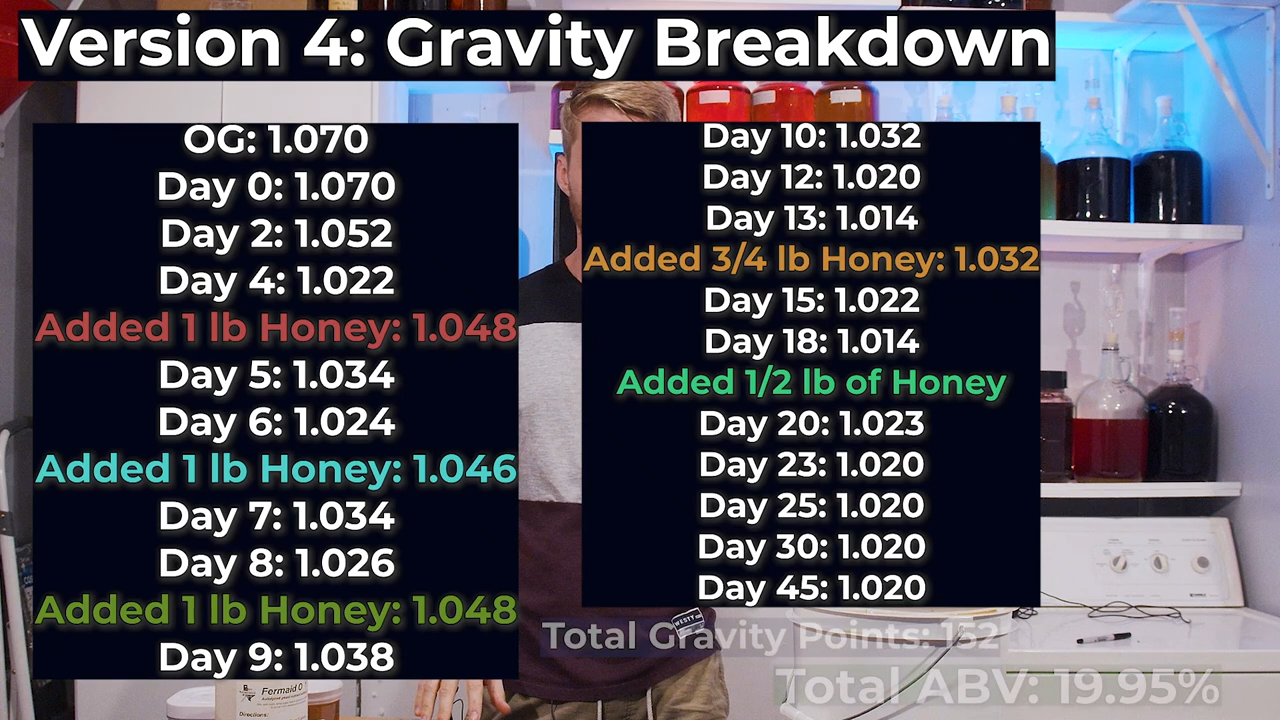 Version 4: Gravity Breakdown
OG: 1.070
Day 0: 1.070
Day 2: 1.052
Day 4: 1.022
Added 1 lb Honey: 1.048
Day 5: 1.034
Day 6: 1.024
Added 1 lb Honey: 1.046
Day 7: 1.034
Day 8: 1.026
Added 1 lb Honey: 1.048
Day 9: 1.038
Day 10: 1.032
Day 12: 1.020
Day 13: 1.014
Added 3/4 lb Honey: 1.032
Day 15: 1.022
Day 18: 1.014
Added 1/2 lb of Honey
Day 20: 1.023
Day 23: 1.020
Day 25: 1.020
Day 30: 1.020
Day 45: 1.020
Total Gravity Points: 152
Total ABV: 19.95%
WESTY
Fermaid O
Directions: